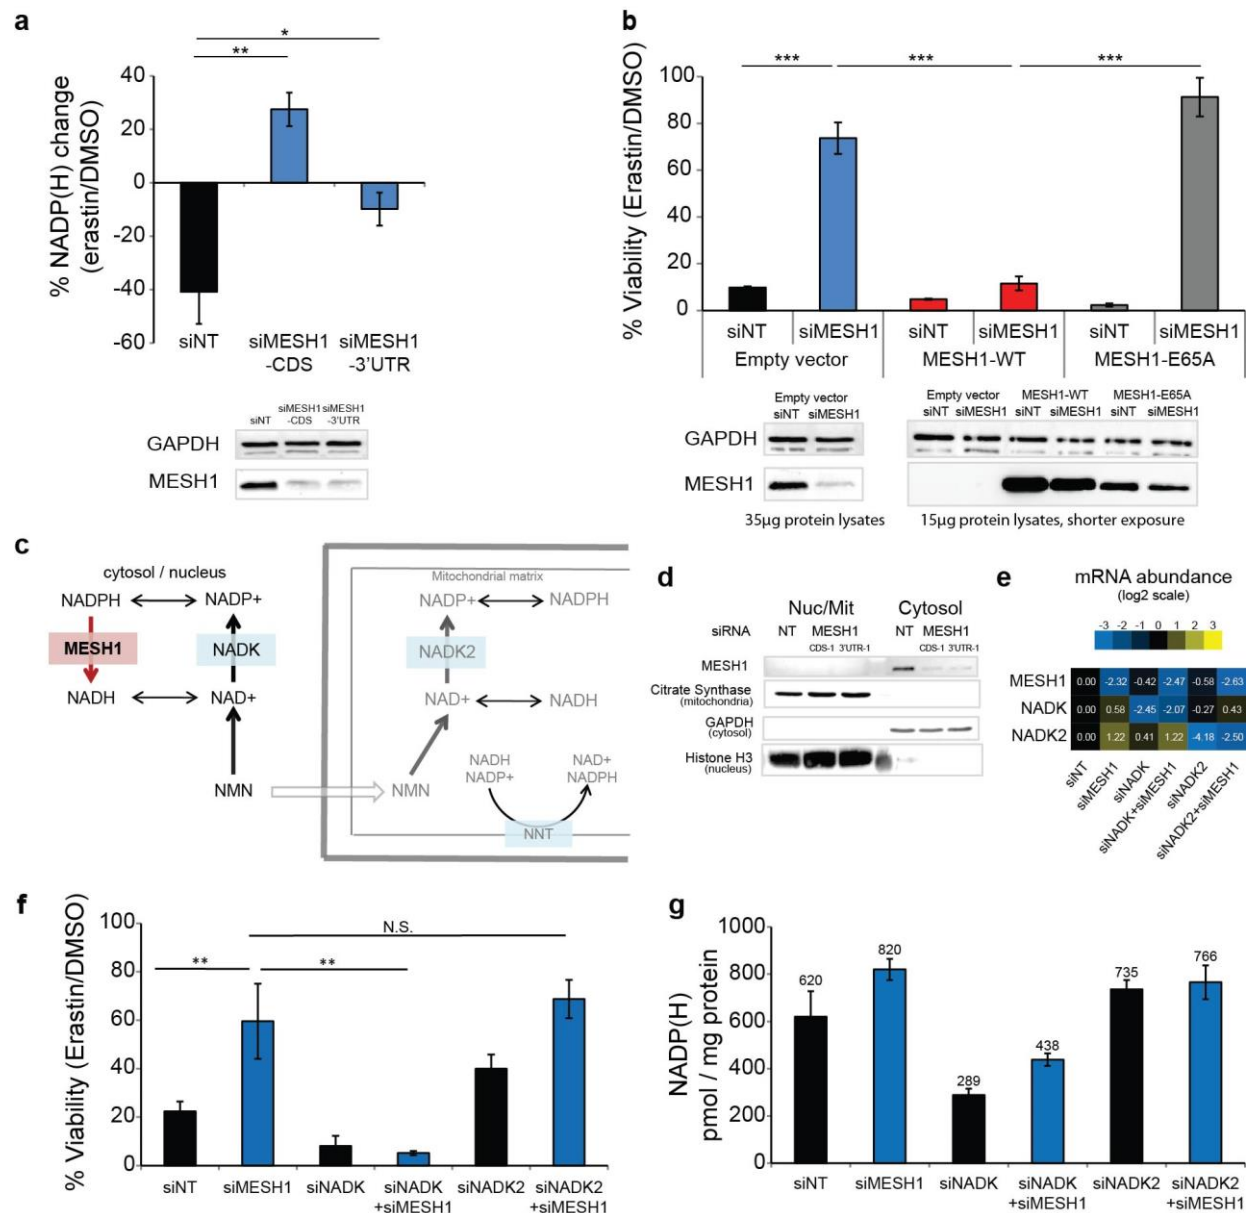 a
*
**
40
20
0
-20
-40
-60
% NADP(H) change
(erastin/DMSO)
siNT
siMESH1
-CDS
siMESH1
-3'UTR
siNT
siMESH1
-CDS
siMESH1
-3'UTR
GAPDH
MESH1
b
*** *** ***
100
80
60
40
20
0
% Viability (Erastin/DMSO)
siNT siMESH1 siNT siMESH1 siNT siMESH1
Empty vector MESH1-WT MESH1-E65A
Empty vector
siNT siMESH1
GAPDH
MESH1
35µg protein lysates
Empty vector MESH1-WT MESH1-E65A
siNT siMESH1 siNT siMESH1 siNT siMESH1
15µg protein lysates, shorter exposure
c
cytosol / nucleus
NADPH NADP+
MESH1 NADK
NADH NAD+
NMN
Mitochondrial matrix
NADP+ NADPH
NADK2
NAD+ NADH
NMN
NADH
NADP+
NAD+
NADPH
NNT
d
Nuc/Mit Cytosol
siRNA NT MESH1 NT MESH1
CDS-1 3'UTR-1 CDS-1 3'UTR-1
MESH1
Citrate Synthase
(mitochondria)
GAPDH
(cytosol)
Histone H3
(nucleus)
e
mRNA abundance
(log2 scale)
-3 -2 -1 0 1 2 3
MESH1 0.00 -2.32 -0.42 -2.47 -0.58 -2.63
NADK 0.00 0.58 -2.45 -2.07 -0.27 0.43
NADK2 0.00 1.22 0.41 1.22 -4.18 -2.50
siNT
siMESH1
siNADK
siNADK+siMESH1
siNADK2
siNADK2+siMESH1
f
N.S.
** **
100
80
60
40
20
0
% Viability (Erastin/DMSO)
siNT siMESH1 siNADK siNADK siNADK2 siNADK2
+siMESH1 +siMESH1
g
1000
800
600
400
200
0
NADP(H)
pmol / mg protein
620 820 289 438 735 766
siNT siMESH1 siNADK siNADK siNADK2 siNADK2
+siMESH1 +siMESH1